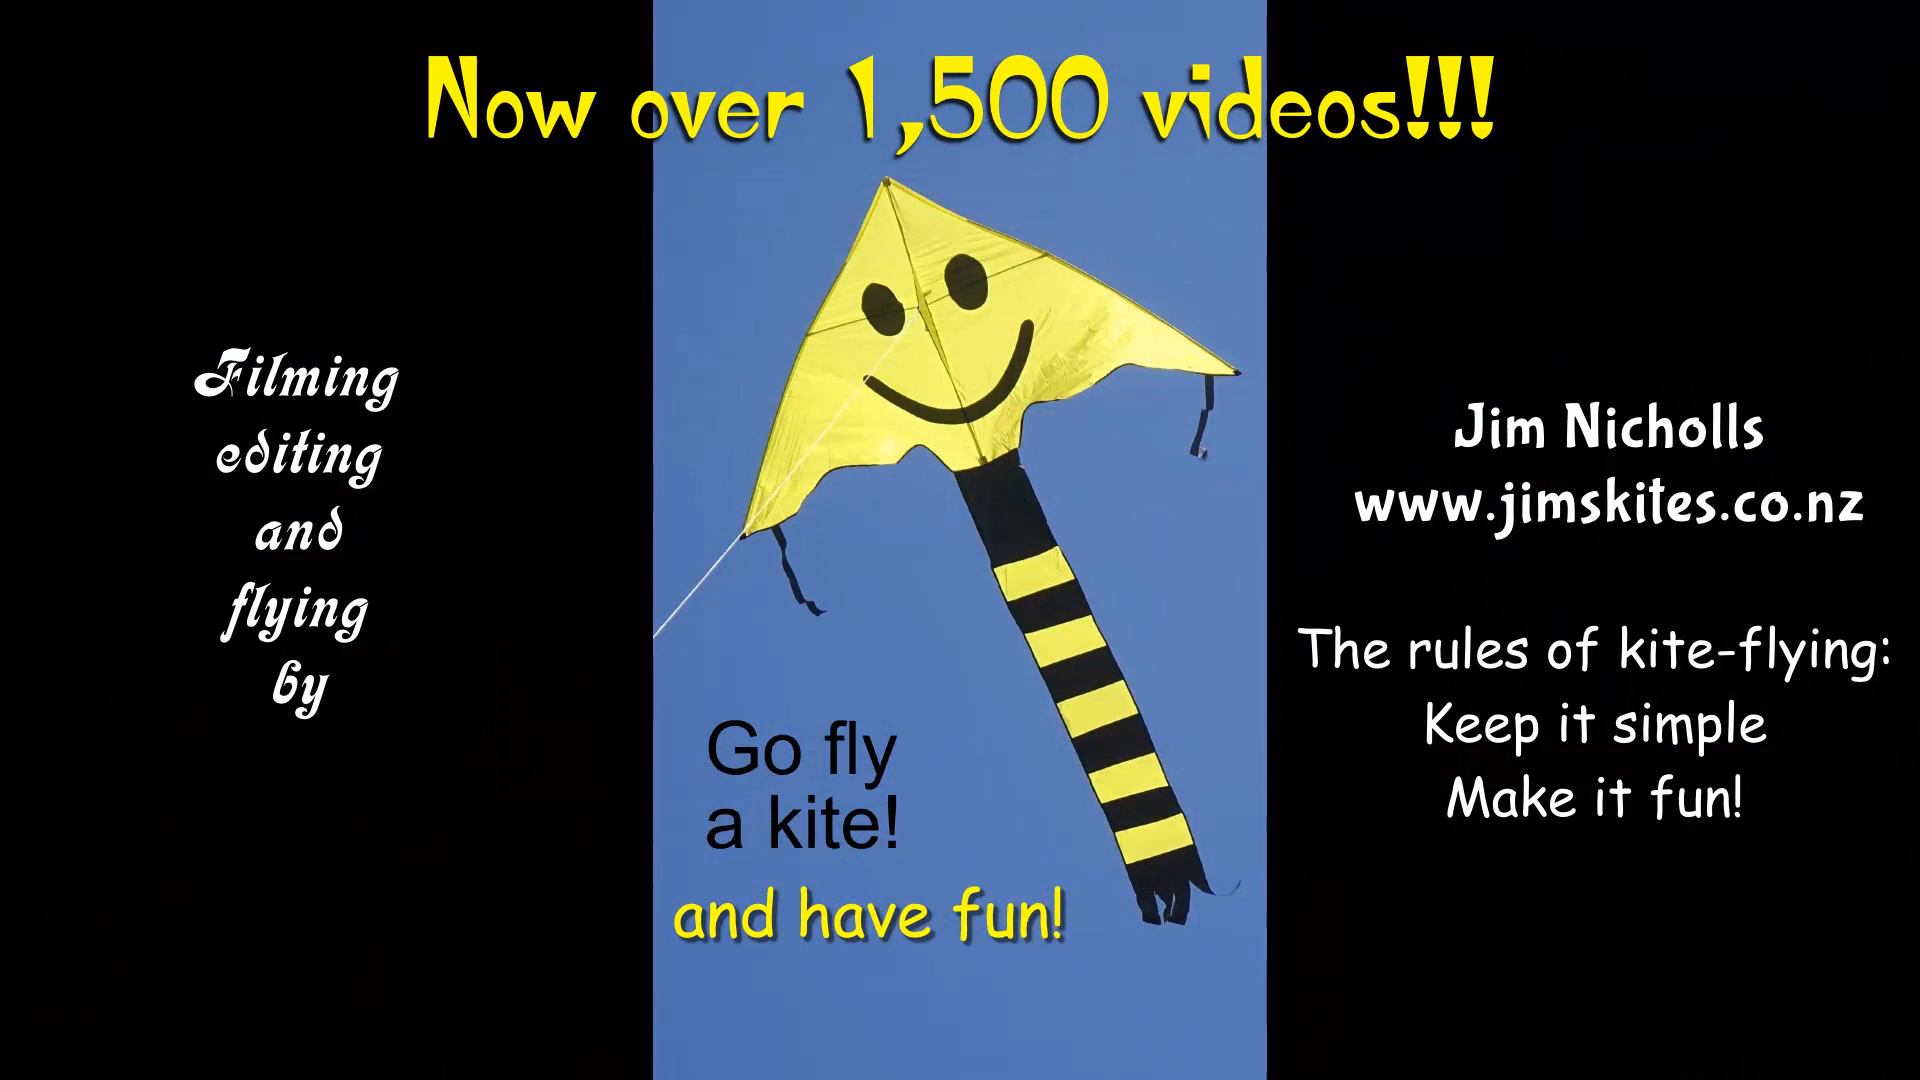 Now over 1,500 videos!!!
Filming
editing
and
flying
by
Jim Nicholls
www.jimskites.co.nz
The rules of kite-flying:
Keep it simple
Make it fun!
Go fly
a kite!
and have fun!